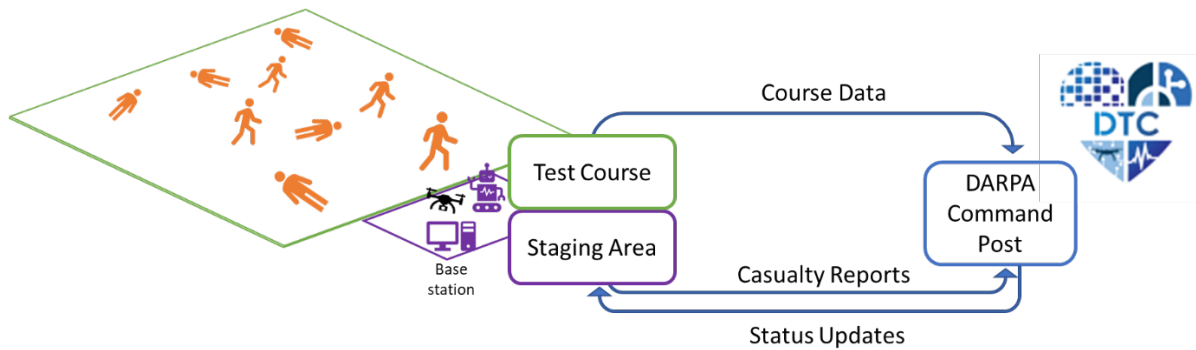 Course Data
DTC
Test Course
DARPA
Command
Post
Staging Area
Base
station
Casualty Reports
Status Updates